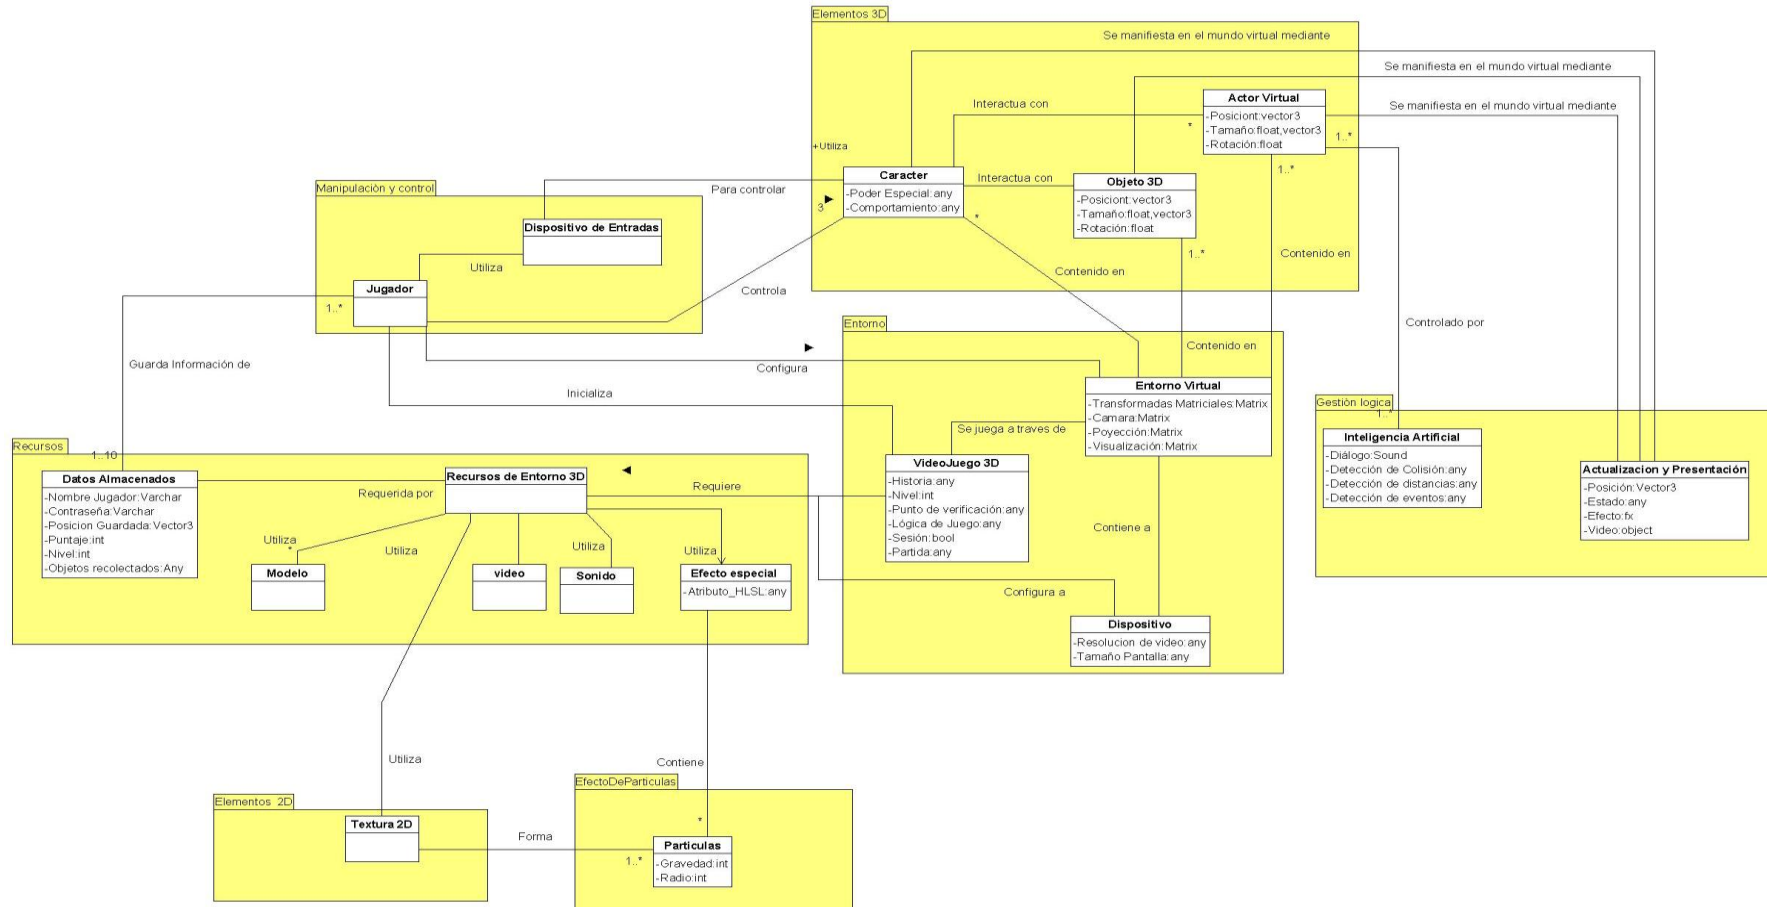 Elementos 3D
Se manifiesta en el mundo virtual mediante
Se manifiesta en el mundo virtual mediante
Se manifiesta en el mundo virtual mediante
Interactua con
Actor Virtual
-Posiciont:vector3
-Tamaño:float,vector3
-Rotación:float
*
1..*
1..*
+Utiliza
3
Caracter
-Poder Especial:any
-Comportamiento:any
*
Interactua con
Objeto 3D
-Posiciont:vector3
-Tamaño:float,vector3
-Rotación:float
1..*
Contenido en
Contenido en
Manipulaciòn y control
Para controlar
Dispositivo de Entradas
Utiliza
Jugador
1..*
Controla
Controlado por
Guarda Información de
Configura
Inicializa
Entorno
Contenido en
Entorno Virtual
-Transformadas Matriciales:Matrix
-Camara:Matrix
-Poyección:Matrix
-Visualización:Matrix
Se juega a traves de
VideoJuego 3D
-Historia:any
-Nivel:int
-Punto de verificación:any
-Lógica de Juego:any
-Sesión:bool
-Partida:any
Contiene a
Configura a
Dispositivo
-Resolucion de video:any
-Tamaño Pantalla:any
Gestiòn logica
1..*
Inteligencia Artificial
-Diálogo:Sound
-Detección de Colisión:any
-Detección de distancias:any
-Detección de eventos:any
Actualizacion y Presentación
-Posición:Vector3
-Estado:any
-Efecto:fx
-Video:object
Recursos
1..10
Datos Almacenados
-Nombre Jugador:Varchar
-Contraseña:Varchar
-Posicion Guardada:Vector3
-Puntaje:int
-Nivel:int
-Objetos recolectados:Any
Requerida por
Recursos de Entorno 3D
Requiere
Utiliza
*
Utiliza
Utiliza
Utiliza
Modelo
video
Sonido
Efecto especial
-Atributo_HLSL:any
Utiliza
Contiene
Elementos 2D
Textura 2D
Forma
EfectoDeParticulas
*
1..*
Particulas
-Gravedad:int
-Radio:int